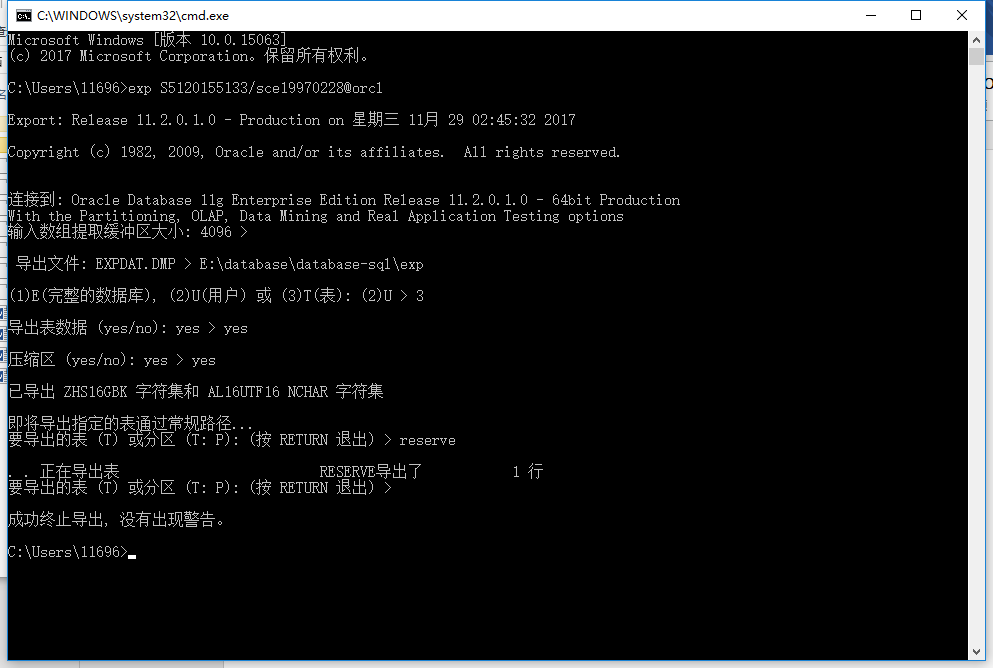 C:\WINDOWS\system32\cmd.exe
Microsoft Windows [版本 10.0.15063]
(c) 2017 Microsoft Corporation。保留所有权利。
C:\Users\11696>exp S5120155133/sce19970228@orcl
Export: Release 11.2.0.1.0 - Production on 星期三 11月 29 02:45:32 2017
Copyright (c) 1982, 2009, Oracle and/or its affiliates.  All rights reserved.
连接到: Oracle Database 11g Enterprise Edition Release 11.2.0.1.0 - 64bit Production
With the Partitioning, OLAP, Data Mining and Real Application Testing options
输入数组提取缓冲区大小: 4096 >
导出文件: EXPDAT.DMP > E:\database\database-sql\exp
(1)E(完整的数据库), (2)U(用户) 或 (3)T(表): (2)U > 3
导出表数据 (yes/no): yes > yes
压缩区 (yes/no): yes > yes
已导出 ZHS16GBK 字符集和 AL16UTF16 NCHAR 字符集
即将导出指定的表通过常规路径...
要导出的表 (T) 或分区 (T: P): (按 RETURN 退出) > reserve
. . 正在导出表                         RESERVE导出了           1 行
要导出的表 (T) 或分区 (T: P): (按 RETURN 退出) >
成功终止导出, 没有出现警告。
C:\Users\11696>